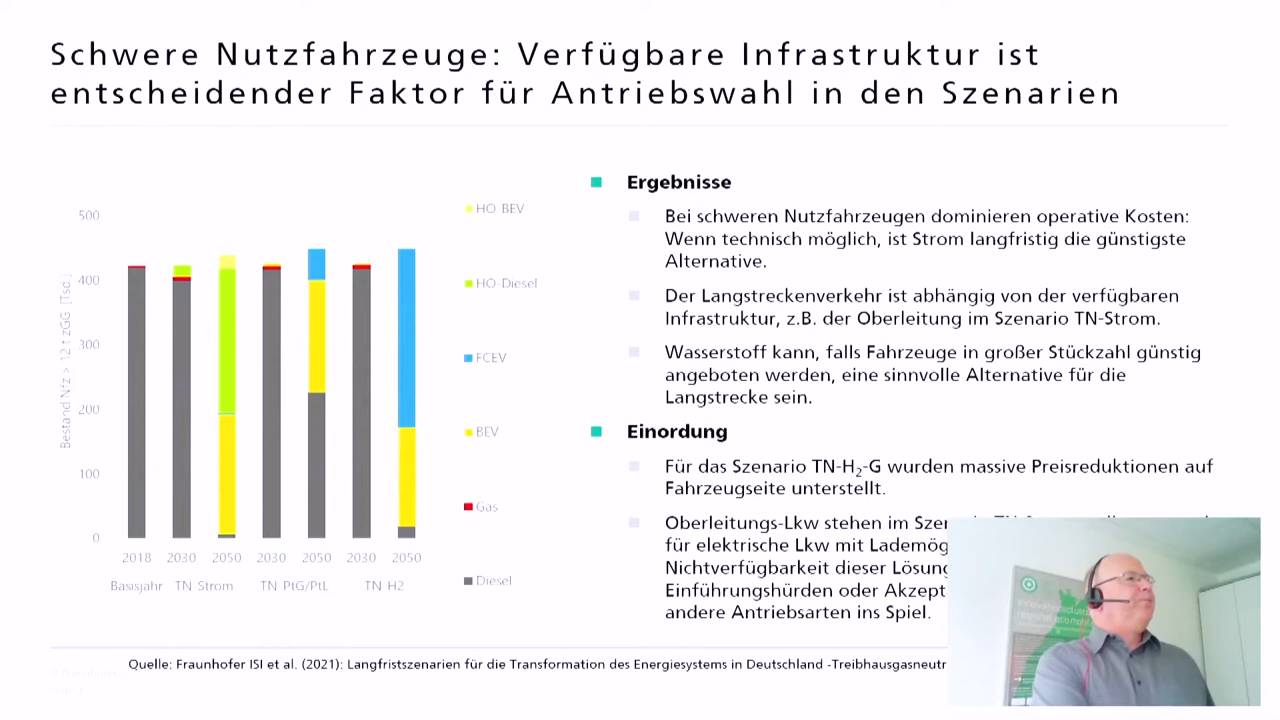 Schwere Nutzfahrzeuge: Verfügbare Infrastruktur ist
entscheidender Faktor für Antriebswahl in den Szenarien
500
400
300
200
100
0
Bestand Nfz > 12 t zGG [Tsd.]
2018 2030 2050 2030 2050 2030 2050
Basisjahr TN Strom TN PtG/PtL TN H2
HO BEV
HO-Diesel
FCEV
BEV
Gas
Diesel
Ergebnisse
Bei schweren Nutzfahrzeugen dominieren operative Kosten:
Wenn technisch möglich, ist Strom langfristig die günstigste
Alternative.
Der Langstreckenverkehr ist abhängig von der verfügbaren
Infrastruktur, z.B. der Oberleitung im Szenario TN-Strom.
Wasserstoff kann, falls Fahrzeuge in großer Stückzahl günstig
angeboten werden, eine sinnvolle Alternative für die
Langstrecke sein.
Einordung
Für das Szenario TN-H₂-G wurden massive Preisreduktionen auf
Fahrzeugseite unterstellt.
Oberleitungs-Lkw stehen im
für elektrische Lkw mit
Nichtverfügbarkeit dieser
Einführungshürden oder
andere Antriebsarten ins Spiel.
Quelle: Fraunhofer ISI et al. (2021): Langfristszenarien für die Transformation des Energiesystems in Deutschland